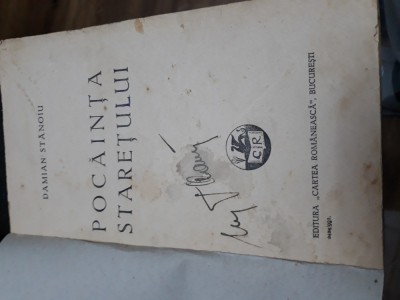 DAMIAN STĂNOIU
POCĂINȚA
STAREȚULUI
C R
EDITURA „CARTEA ROMÂNEASCĂ”, BUCUREȘTI